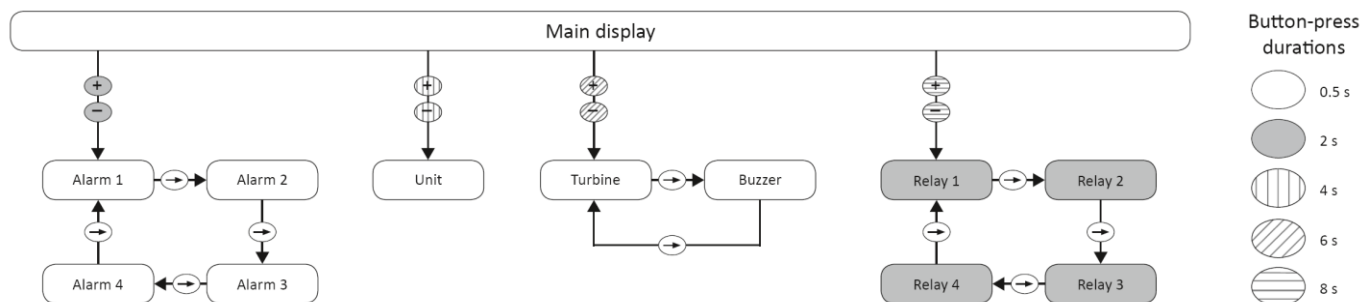 Main display
Button-press
durations
+ + + +
− − − −
0.5 s
2 s
4 s
6 s
8 s
Alarm 1 → Alarm 2
Unit
Turbine → Buzzer
Relay 1 → Relay 2
→
→
→
→
Alarm 4 → Alarm 3
Relay 4 → Relay 3